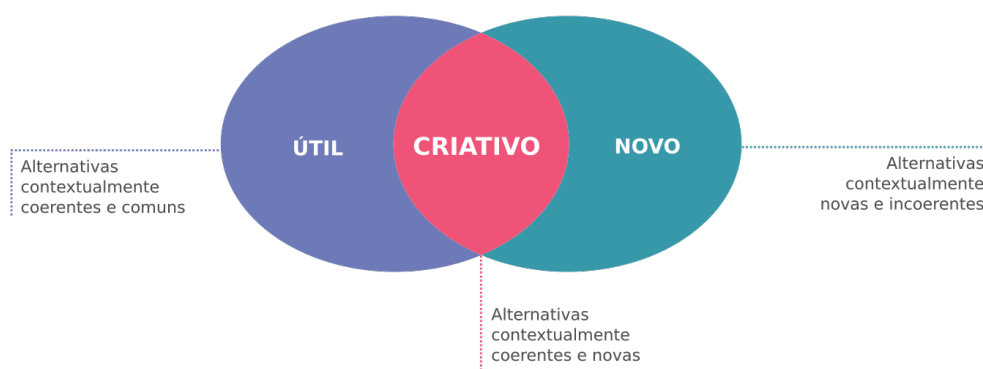 ÚTIL
CRIATIVO
NOVO
Alternativas
contextualmente
coerentes e comuns
Alternativas
contextualmente
novas e incoerentes
Alternativas
contextualmente
coerentes e novas